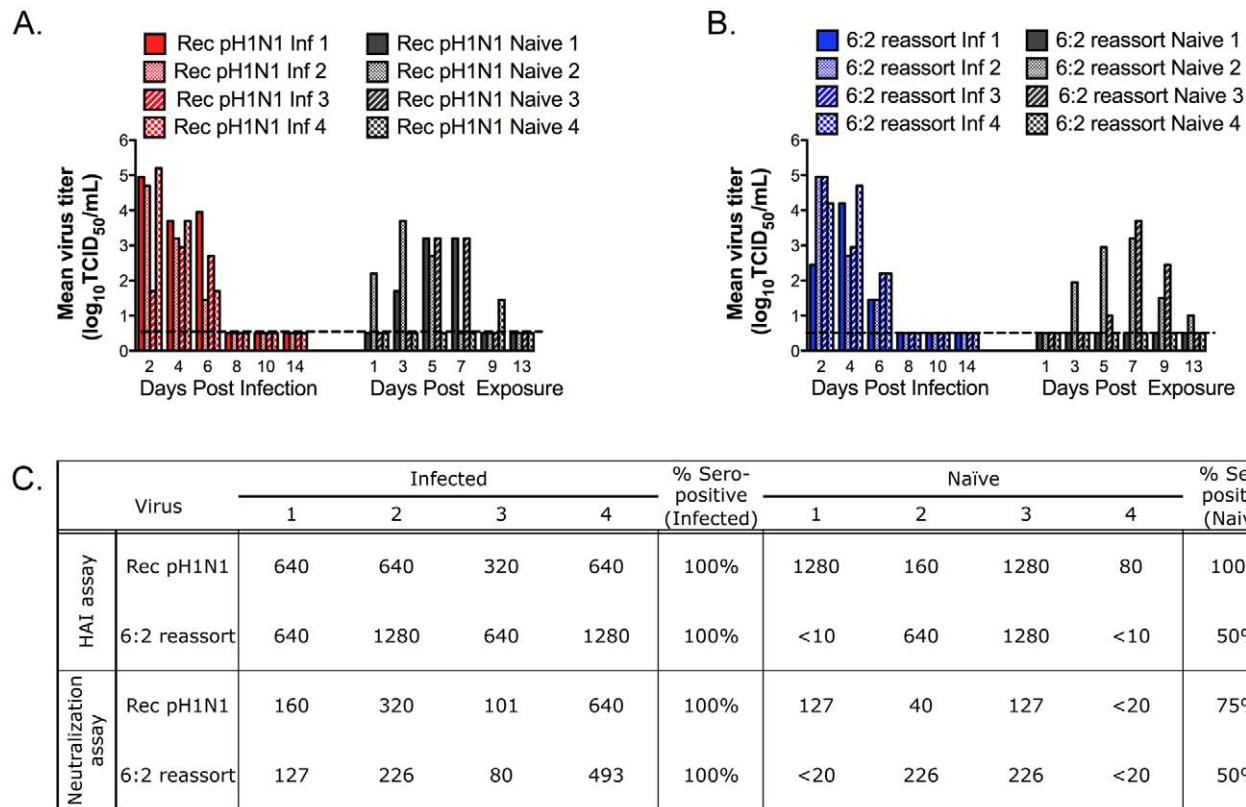 A.
Rec pH1N1 Inf 1
Rec pH1N1 Inf 2
Rec pH1N1 Inf 3
Rec pH1N1 Inf 4
Rec pH1N1 Naive 1
Rec pH1N1 Naive 2
Rec pH1N1 Naive 3
Rec pH1N1 Naive 4
Mean virus titer
(log10TCID50/mL)
6
5
4
3
2
1
0
2 4 6 8 10 14
Days Post Infection
1 3 5 7 9 13
Days Post Exposure
B.
6:2 reassort Inf 1
6:2 reassort Inf 2
6:2 reassort Inf 3
6:2 reassort Inf 4
6:2 reassort Naive 1
6:2 reassort Naive 2
6:2 reassort Naive 3
6:2 reassort Naive 4
Mean virus titer
(log10TCID50/mL)
6
5
4
3
2
1
0
2 4 6 8 10 14
Days Post Infection
1 3 5 7 9 13
Days Post Exposure
C.
Virus Infected % Sero-positive (Infected) Naïve % Se posit (Naiv
1 2 3 4 1 2 3 4
HAI assay
Rec pH1N1 640 640 320 640 100% 1280 160 1280 80 100
6:2 reassort 640 1280 640 1280 100% <10 640 1280 <10 50%
Neutralization assay
Rec pH1N1 160 320 101 640 100% 127 40 127 <20 75%
6:2 reassort 127 226 80 493 100% <20 226 226 <20 50%